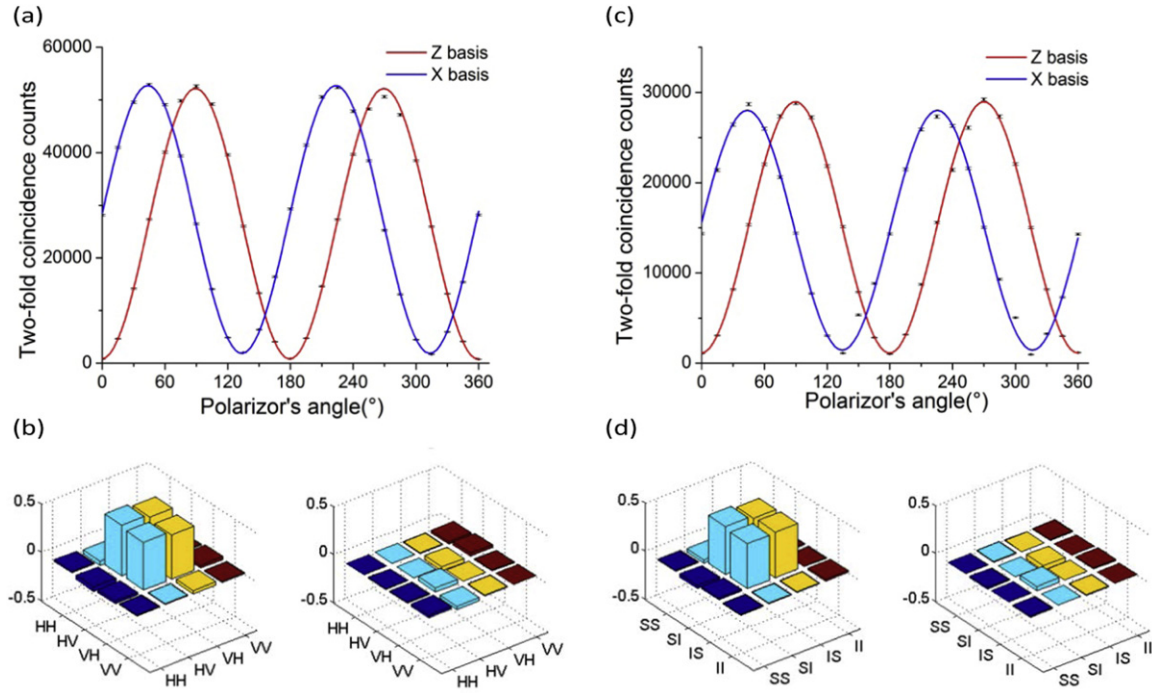 (a)
60000
40000
20000
0
Two-fold coincidence counts
Z basis
X basis
0 60 120 180 240 300 360
Polarizor's angle(°)
(c)
30000
20000
10000
0
Two-fold coincidence counts
Z basis
X basis
0 60 120 180 240 300 360
Polarizor's angle(°)
(b)
0.5
0
-0.5
HH
HV
VH
VV
HH
HV
VH
VV
0.5
0
-0.5
HH
HV
VH
VV
HH
HV
VH
VV
(d)
0.5
0
-0.5
SS
SI
IS
II
SS
SI
IS
II
0.5
0
-0.5
SS
SI
IS
II
SS
SI
IS
II